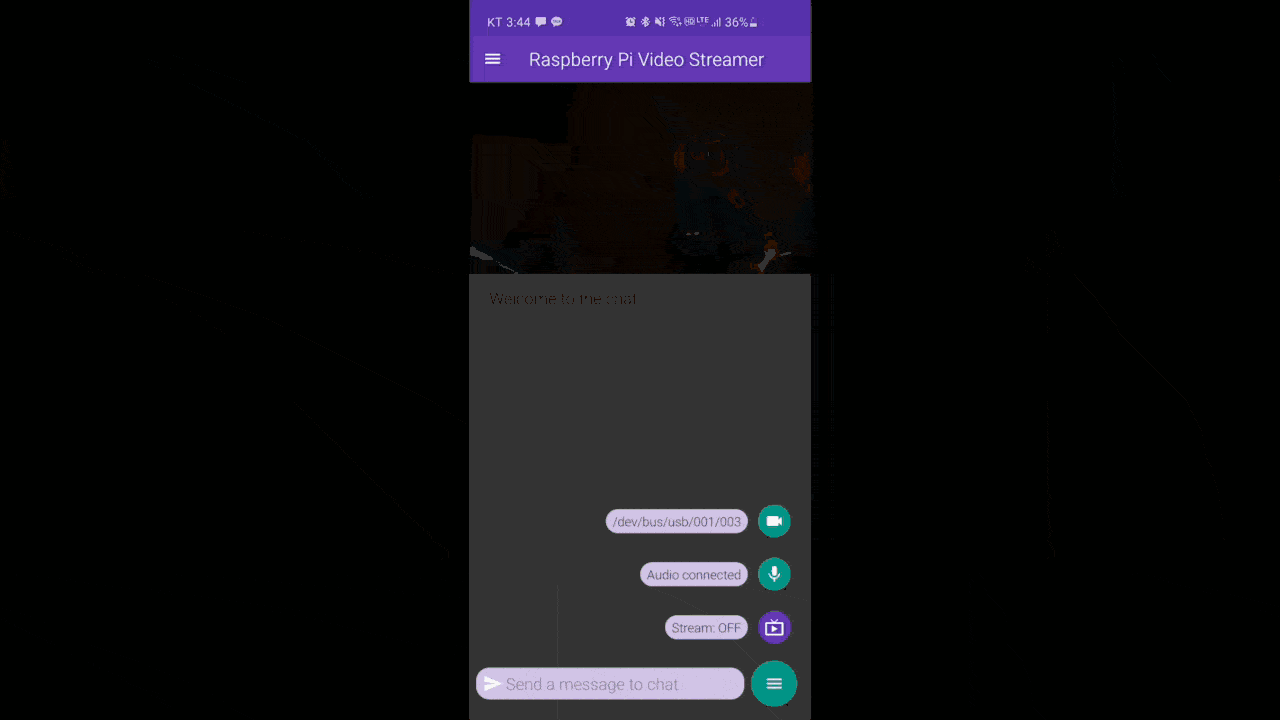 KT 3:44 LTE 36%
Raspberry Pi Video Streamer
Welcome to the chat
/dev/bus/usb/001/003
Audio connected
Stream: OFF
Send a message to chat